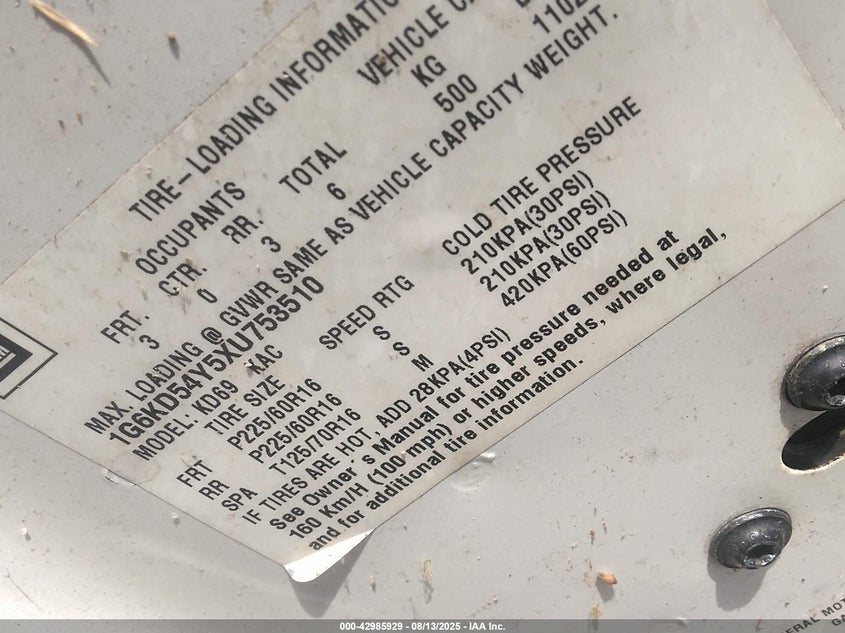 TIRE-LOADING INFORMATIO
OCCUPANTS VEHICLE CA
FRT. CTR. RR. TOTAL KG
3 0 3 6 500 1102
MAX. LOADING @ GVWR SAME AS VEHICLE CAPACITY WEIGHT.
1G6KD54Y5XU753510
MODEL: KD69 KAC
TIRE SIZE SPEED RTG COLD TIRE PRESSURE
FRT P225/60R16 S 210KPA(30PSI)
RR P225/60R16 S 210KPA(30PSI)
SPA T125/70R16 M 420KPA(60PSI)
IF TIRES ARE HOT ADD 28KPA(4PSI)
See Owner's Manual for tire pressure needed at
160 Km/H (100 mph) or higher speeds, where legal,
and for additional tire information.
000-42985929 - 08/13/2025 - IAA Inc.